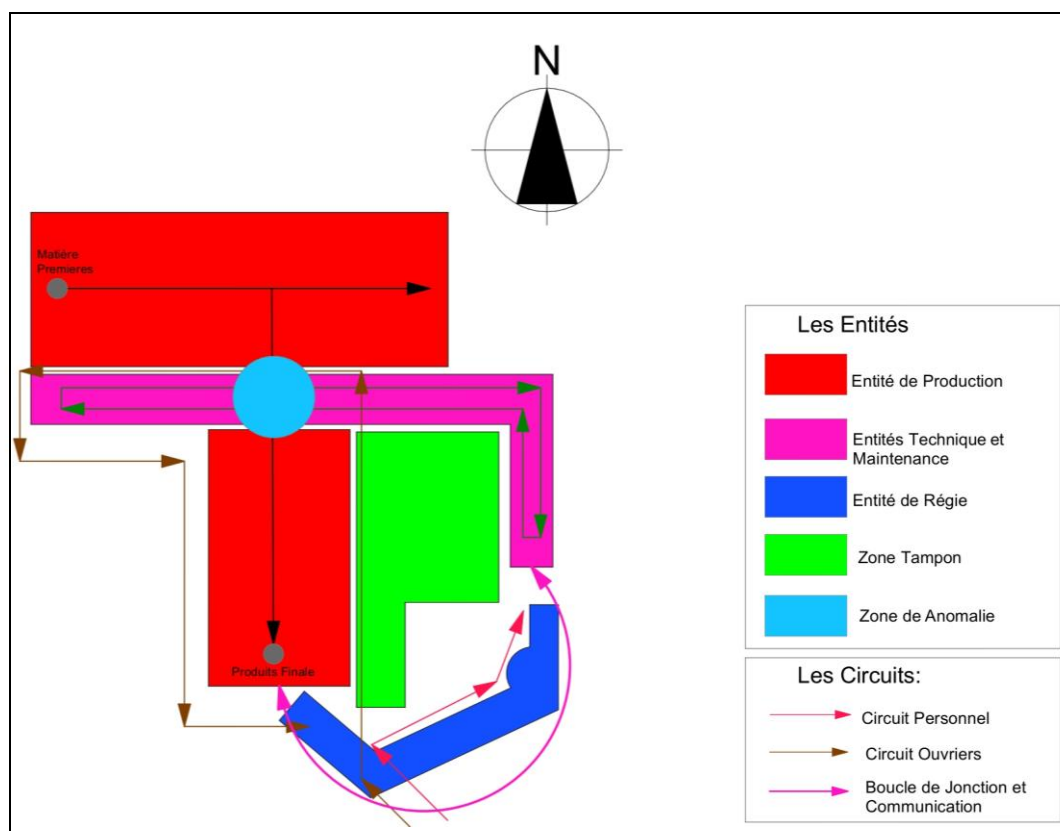 N
Matiére
Premieres
Produits Finale
Les Entités
Entité de Production
Entités Technique et
Maintenance
Entité de Régie
Zone Tampon
Zone de Anomalie
Les Circuits:
Circuit Personnel
Circuit Ouvriers
Boucle de Jonction et
Communication